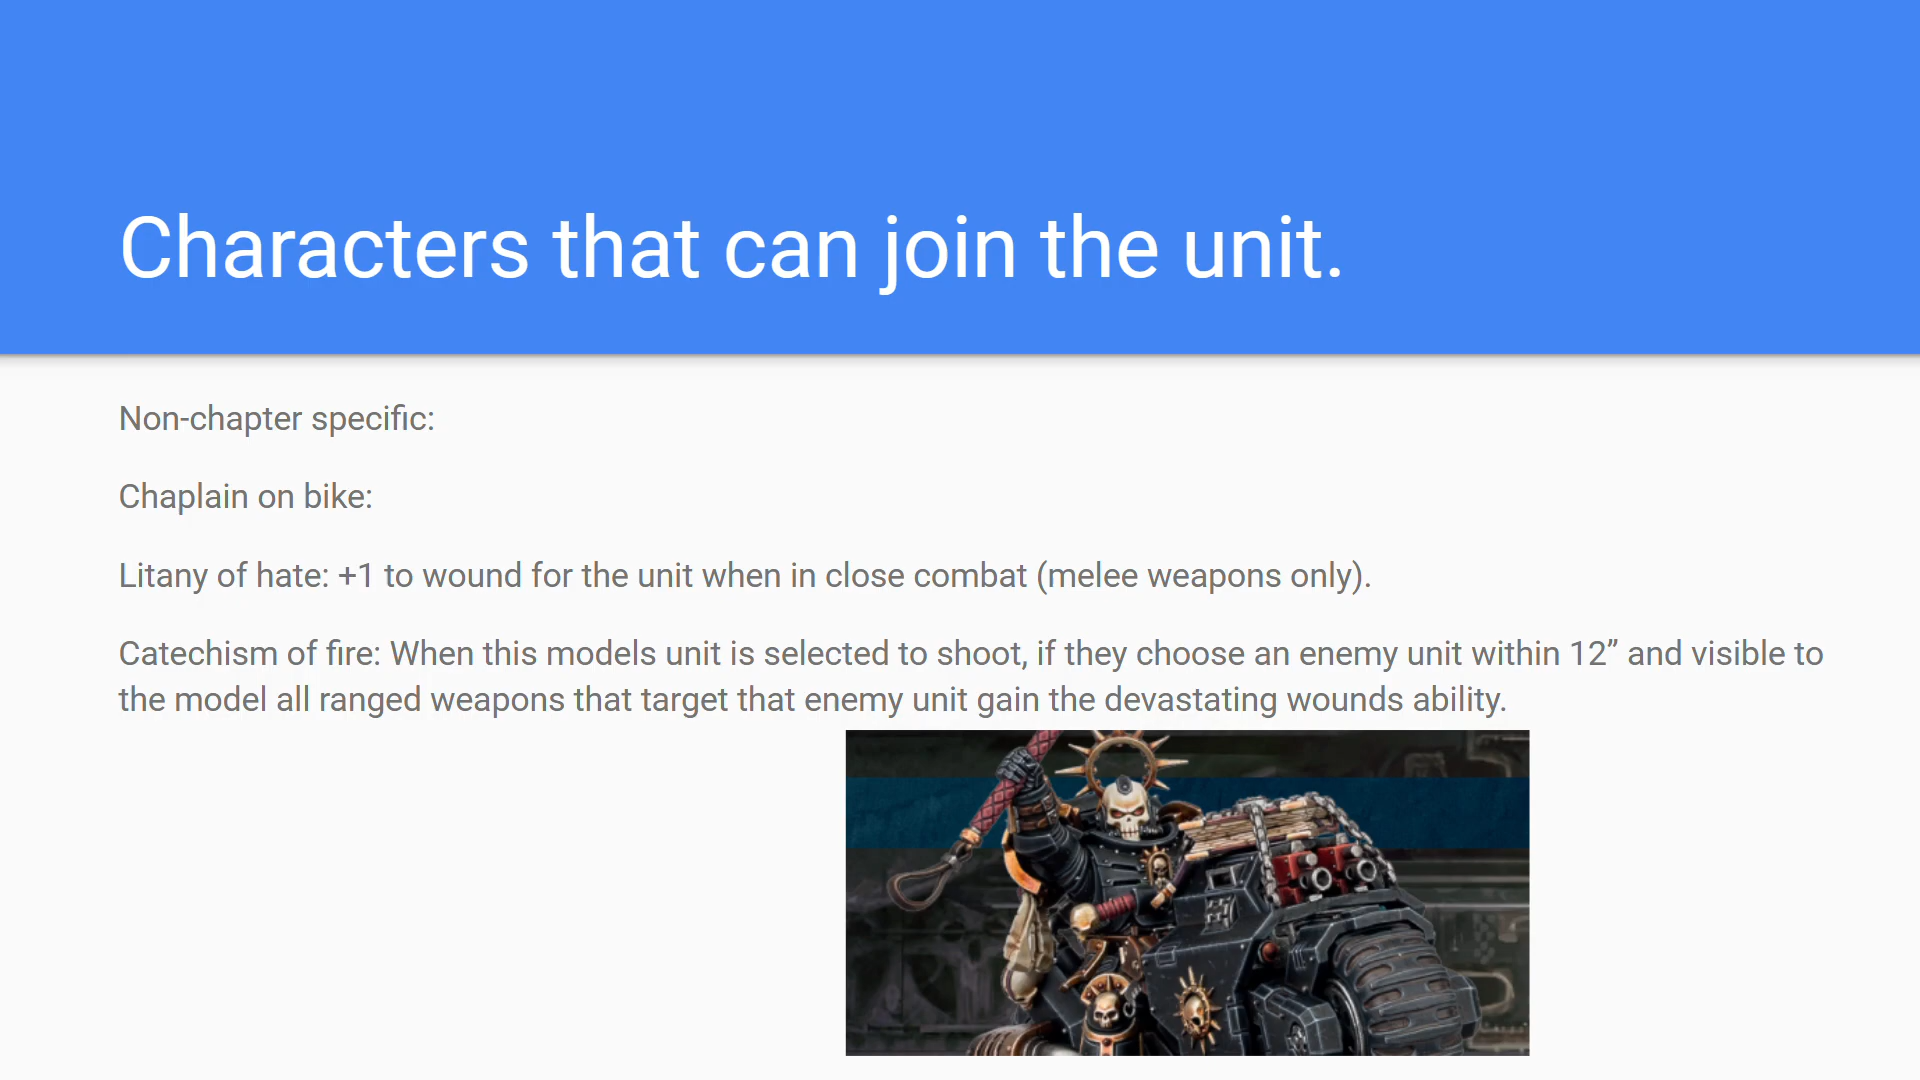 Characters that can join the unit.
Non-chapter specific:
Chaplain on bike:
Litany of hate: +1 to wound for the unit when in close combat (melee weapons only).
Catechism of fire: When this models unit is selected to shoot, if they choose an enemy unit within 12” and visible to
the model all ranged weapons that target that enemy unit gain the devastating wounds ability.